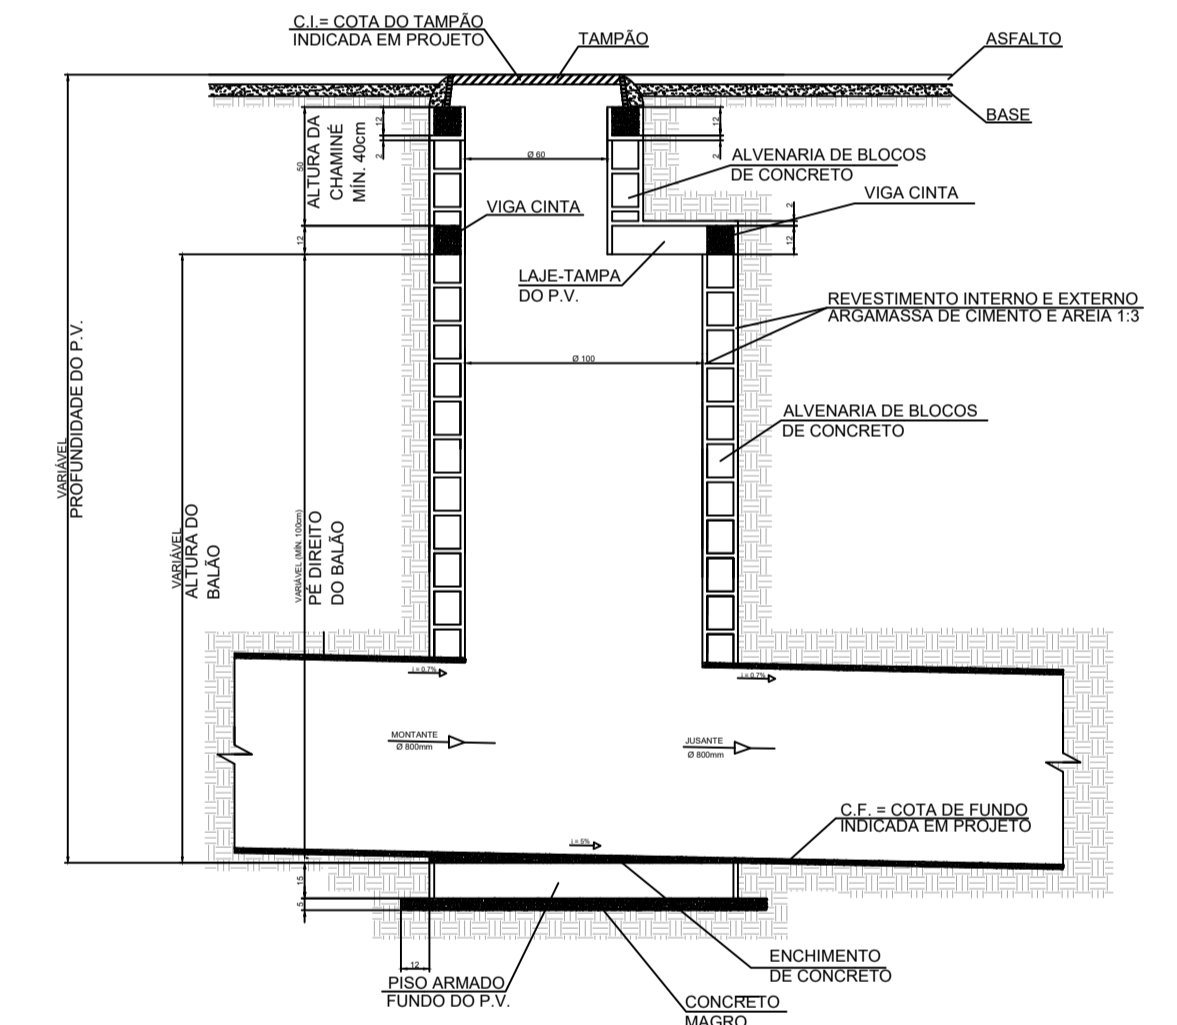 C.I.= COTA DO TAMPÃO
INDICADA EM PROJETO
TAMPÃO
ASFALTO
BASE
ALTURA DA
CHAMINÉ
MÍN. 40cm
50
12
2
12
2
Ø 60
ALVENARIA DE BLOCOS
DE CONCRETO
VIGA CINTA
VIGA CINTA
2
12
12
LAJE-TAMPA
DO P.V.
REVESTIMENTO INTERNO E EXTERNO
ARGAMASSA DE CIMENTO E AREIA 1:3
Ø 100
ALVENARIA DE BLOCOS
DE CONCRETO
VARIÁVEL
PROFUNDIDADE DO P.V.
VARIÁVEL
ALTURA DO
BALÃO
VARIÁVEL (MÍN. 100cm)
PÉ DIREITO
DO BALÃO
i = 0.7%
i = 0.7%
MONTANTE
Ø 800mm
JUSANTE
Ø 800mm
C.F. = COTA DE FUNDO
INDICADA EM PROJETO
i = 5%
15
5
12
PISO ARMADO
FUNDO DO P.V.
ENCHIMENTO
DE CONCRETO
CONCRETO
MAGRO